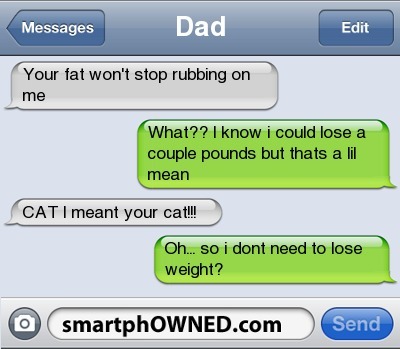 Messages
Dad
Edit
Your fat won't stop rubbing on
me
What?? I know i could lose a
couple pounds but thats a lil
mean
CAT I meant your cat!!!
Oh... so i dont need to lose
weight?
smartphOWNED.com
Send